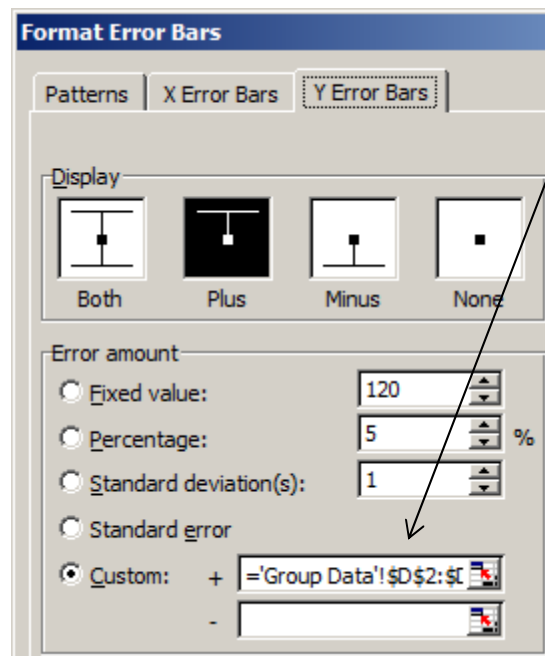 Format Error Bars
Patterns X Error Bars Y Error Bars
Display
Both Plus Minus None
Error amount
Fixed value: 120
Percentage: 5 %
Standard deviation(s): 1
Standard error
Custom: + ='Group Data'!$D$2:$
-